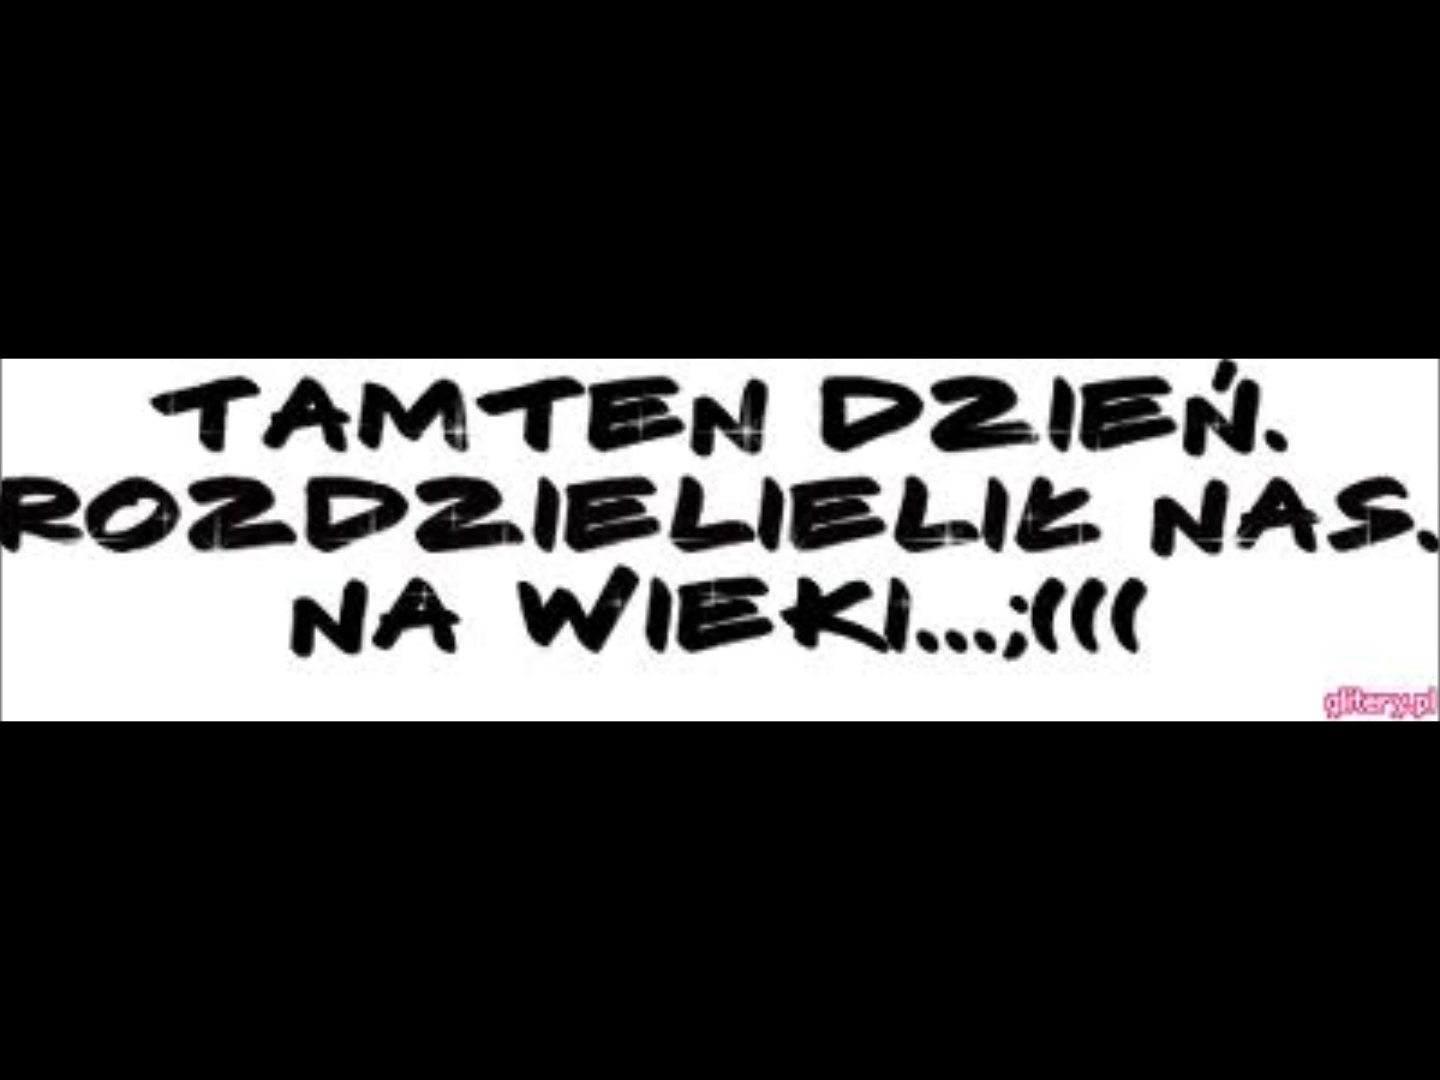 TAMTEN DZIEŃ.
ROZDZIELIELIŁ NAS.
NA WIEKI...;(((
glitery.pl